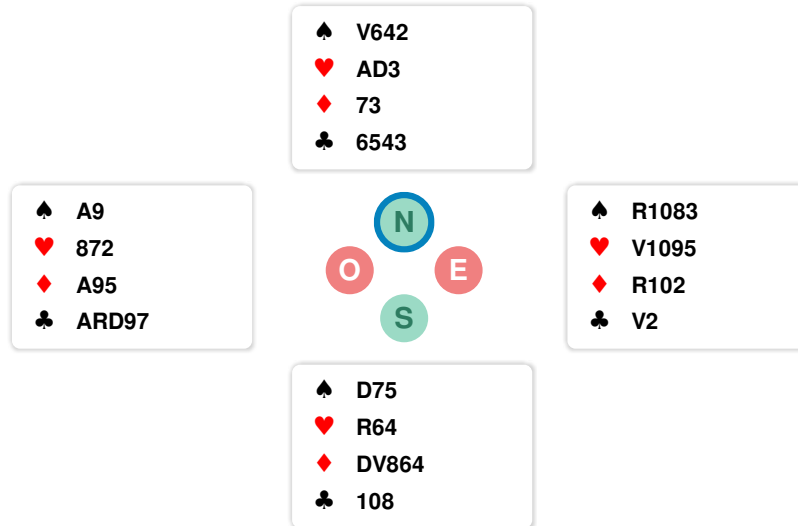 ♠ V642
♥ AD3
♦ 73
♣ 6543
♠ A9
♥ 872
♦ A95
♣ ARD97
N
O E
S
♠ R1083
♥ V1095
♦ R102
♣ V2
♠ D75
♥ R64
♦ DV864
♣ 108